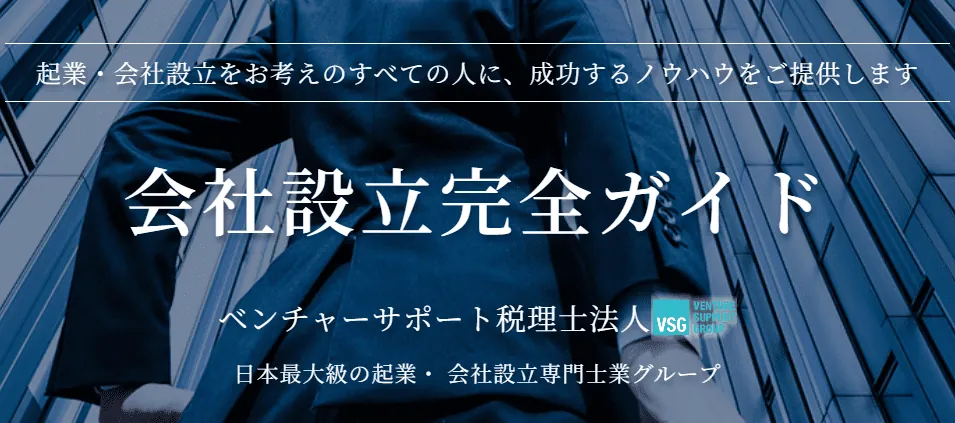 起業・会社設立をお考えのすべての人に、成功するノウハウをご提供します
会社設立完全ガイド
ベンチャーサポート税理士法人
VSG VENTURE SUPPORT GROUP
日本最大級の起業・ 会社設立専門士業グループ